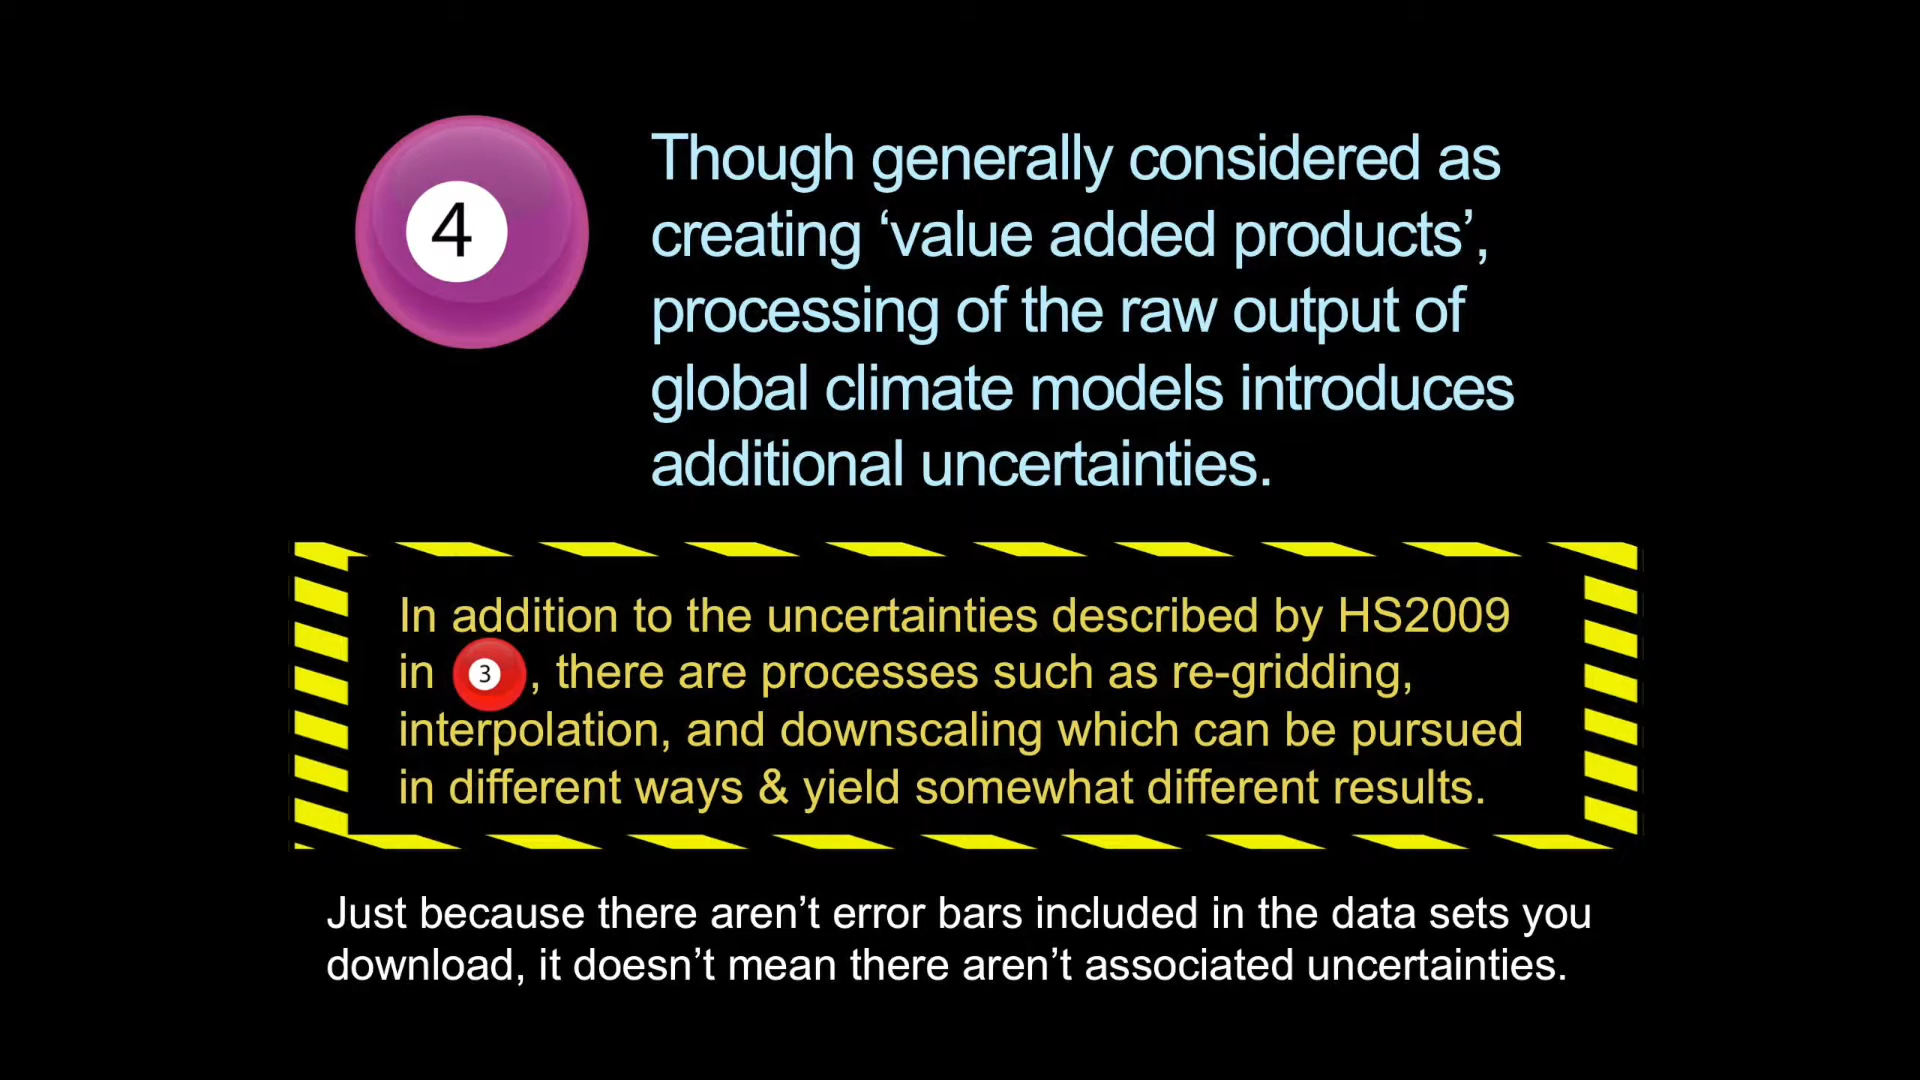 4
Though generally considered as
creating ‘value added products’,
processing of the raw output of
global climate models introduces
additional uncertainties.
In addition to the uncertainties described by HS2009
in 3, there are processes such as re-gridding,
interpolation, and downscaling which can be pursued
in different ways & yield somewhat different results.
Just because there aren’t error bars included in the data sets you
download, it doesn’t mean there aren’t associated uncertainties.